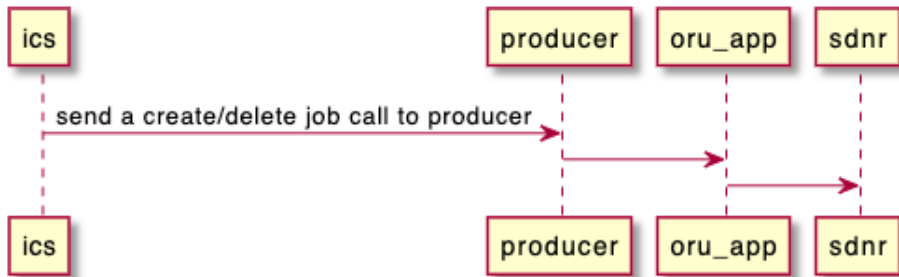 ics
producer
oru_app
sdnr
send a create/delete job call to producer
ics
producer
oru_app
sdnr